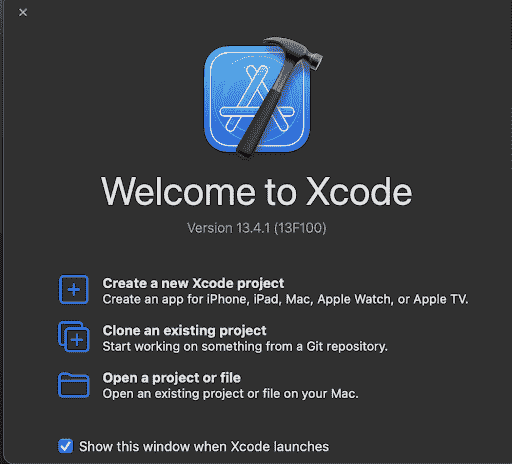 Welcome to Xcode
Version 13.4.1 (13F100)
Create a new Xcode project
Create an app for iPhone, iPad, Mac, Apple Watch, or Apple TV.
Clone an existing project
Start working on something from a Git repository.
Open a project or file
Open an existing project or file on your Mac.
Show this window when Xcode launches